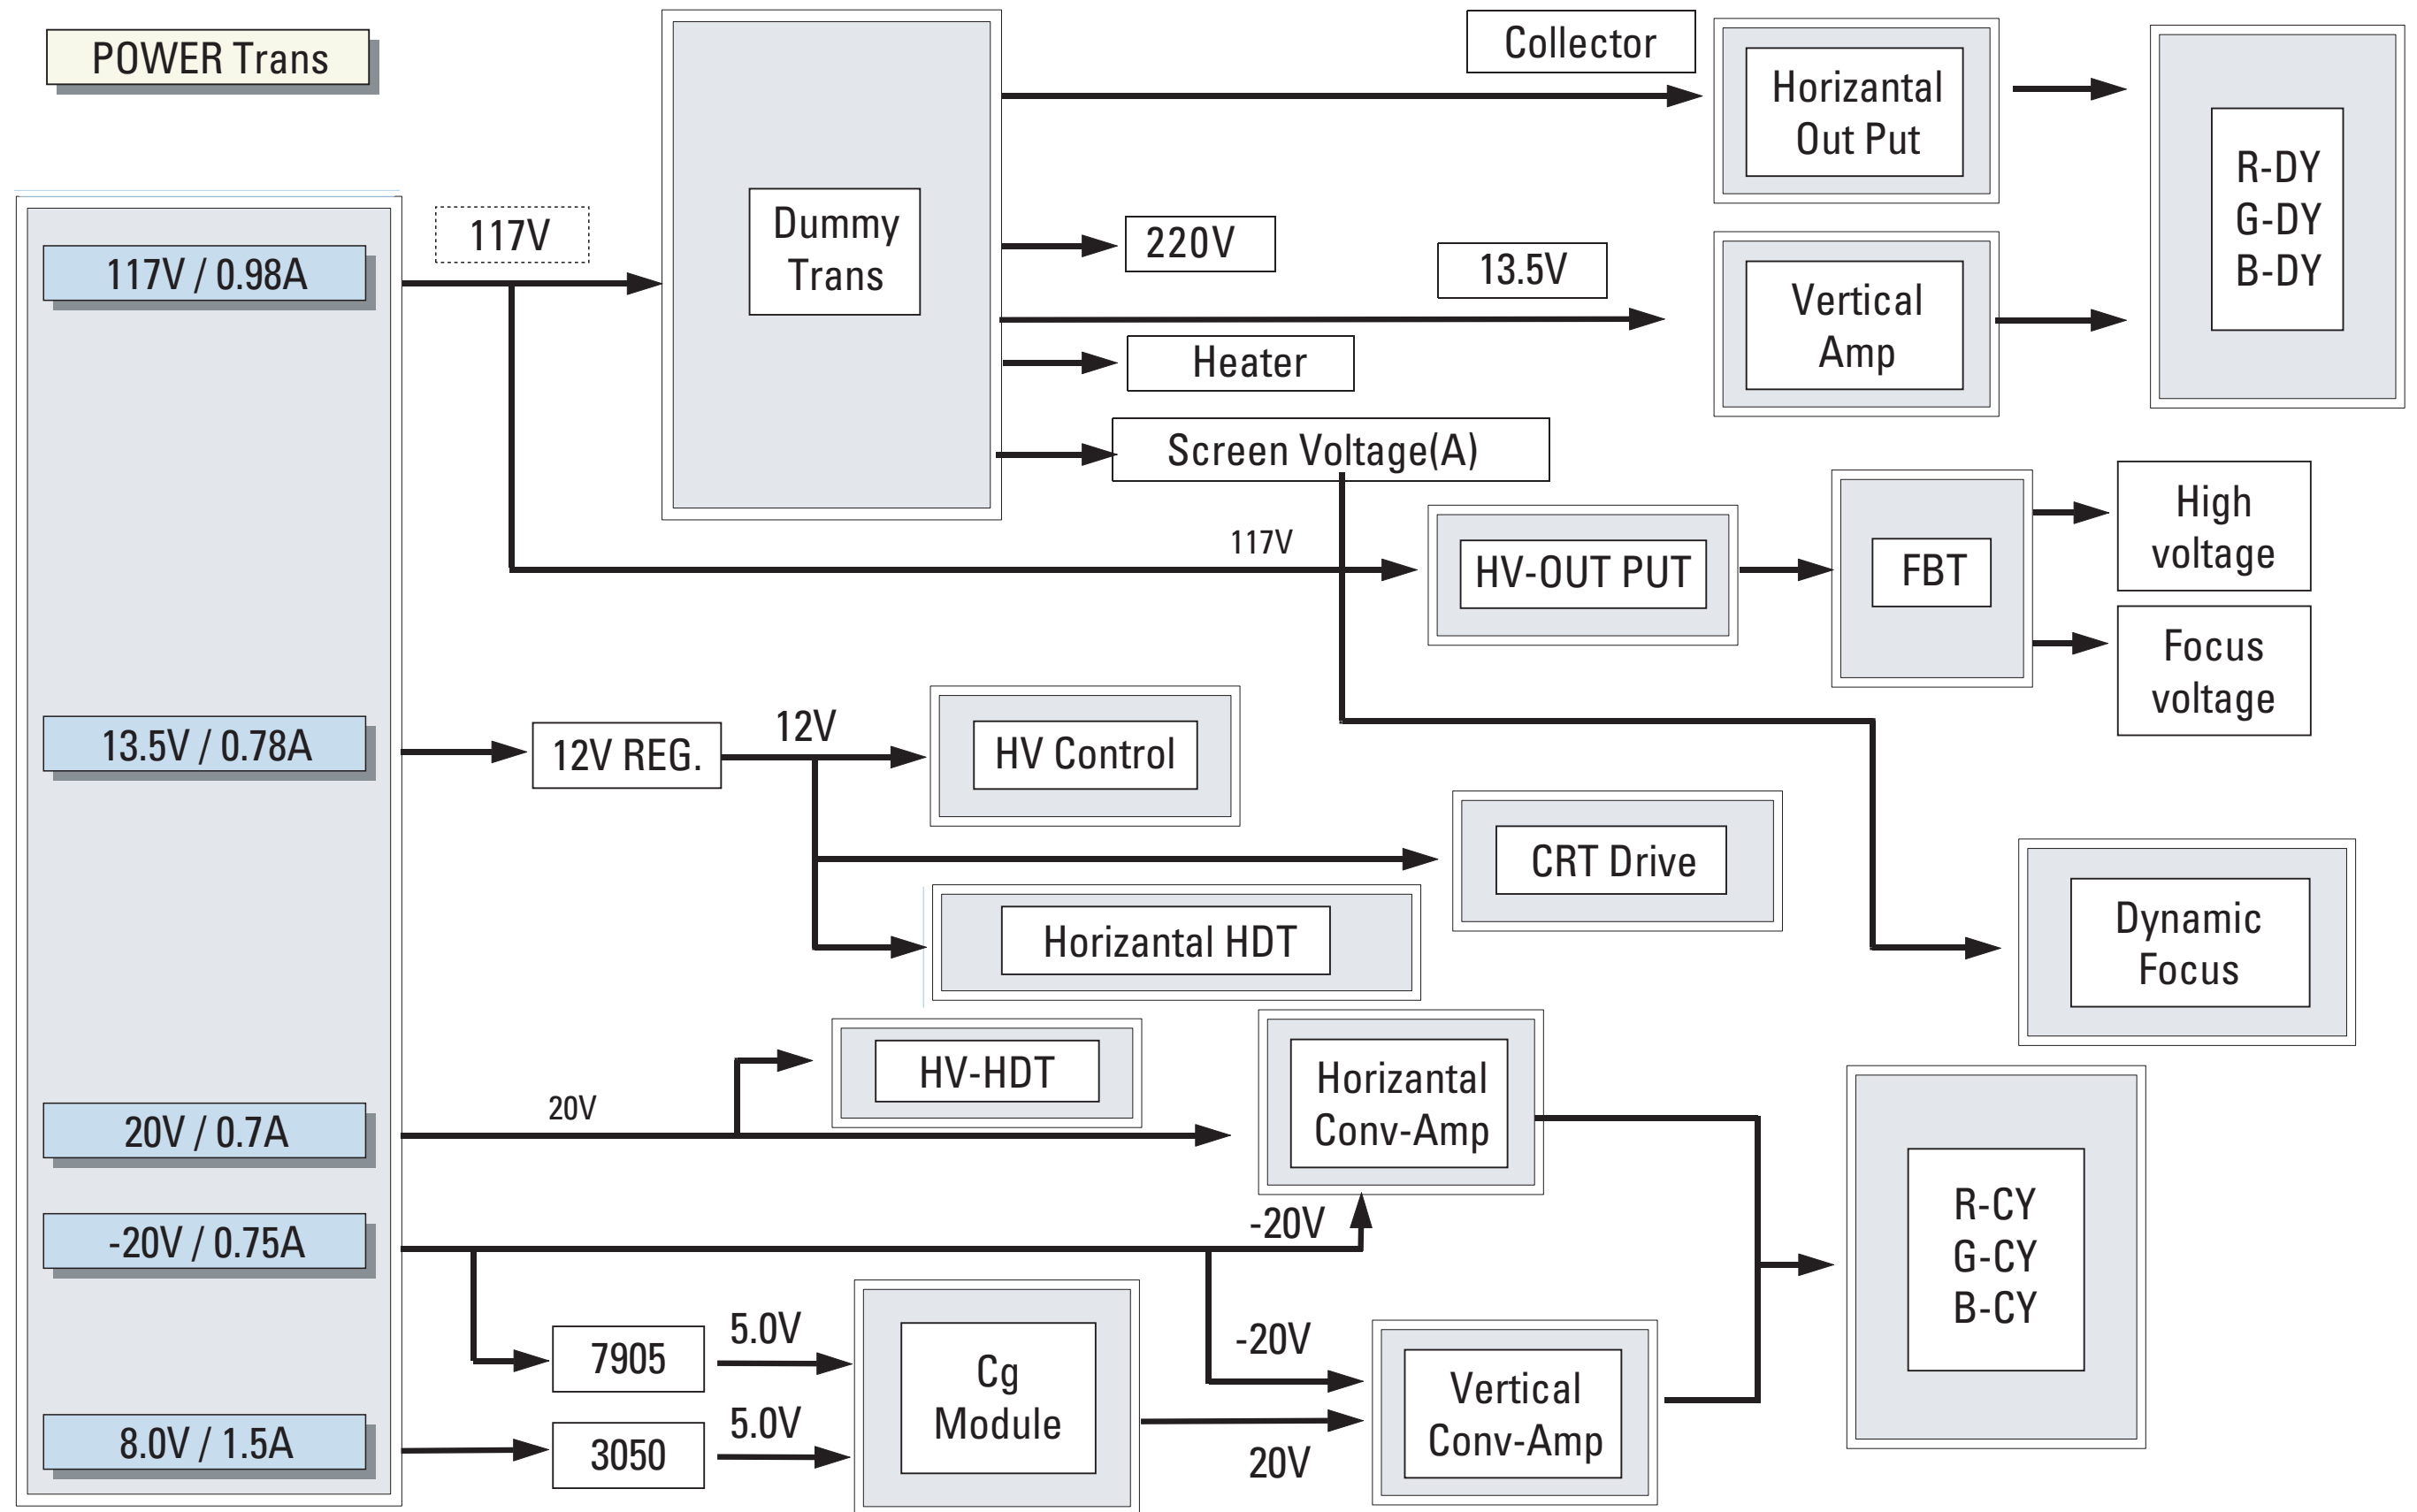 POWER Trans
Collector
Horizantal
Out Put
R-DY
G-DY
B-DY
Dummy
Trans
117V
117V / 0.98A
220V
13.5V
Vertical
Amp
Heater
Screen Voltage(A)
117V
HV-OUT PUT
FBT
High
voltage
Focus
voltage
13.5V / 0.78A
12V REG.
12V
HV Control
CRT Drive
Horizantal HDT
Dynamic
Focus
20V / 0.7A
20V
HV-HDT
Horizantal
Conv-Amp
-20V / 0.75A
-20V
R-CY
G-CY
B-CY
7905
5.0V
Cg
Module
-20V
Vertical
Conv-Amp
8.0V / 1.5A
3050
5.0V
20V